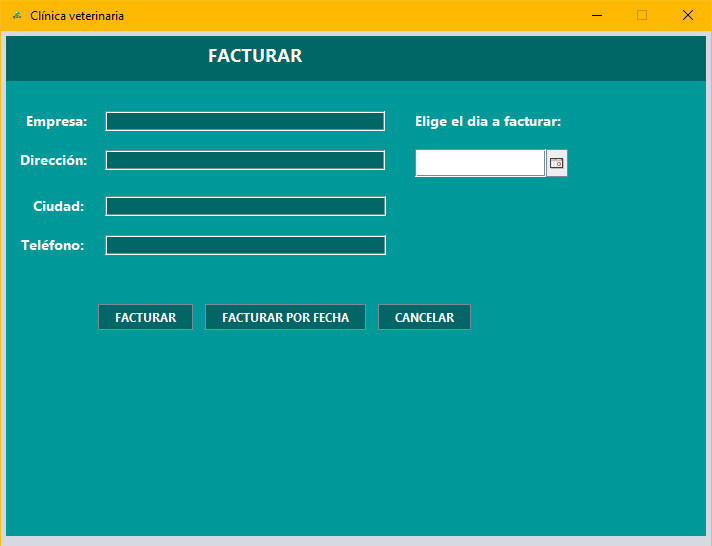 Clínica veterinaria
FACTURAR
Empresa:
Elige el dia a facturar:
Dirección:
Ciudad:
Teléfono:
FACTURAR
FACTURAR POR FECHA
CANCELAR